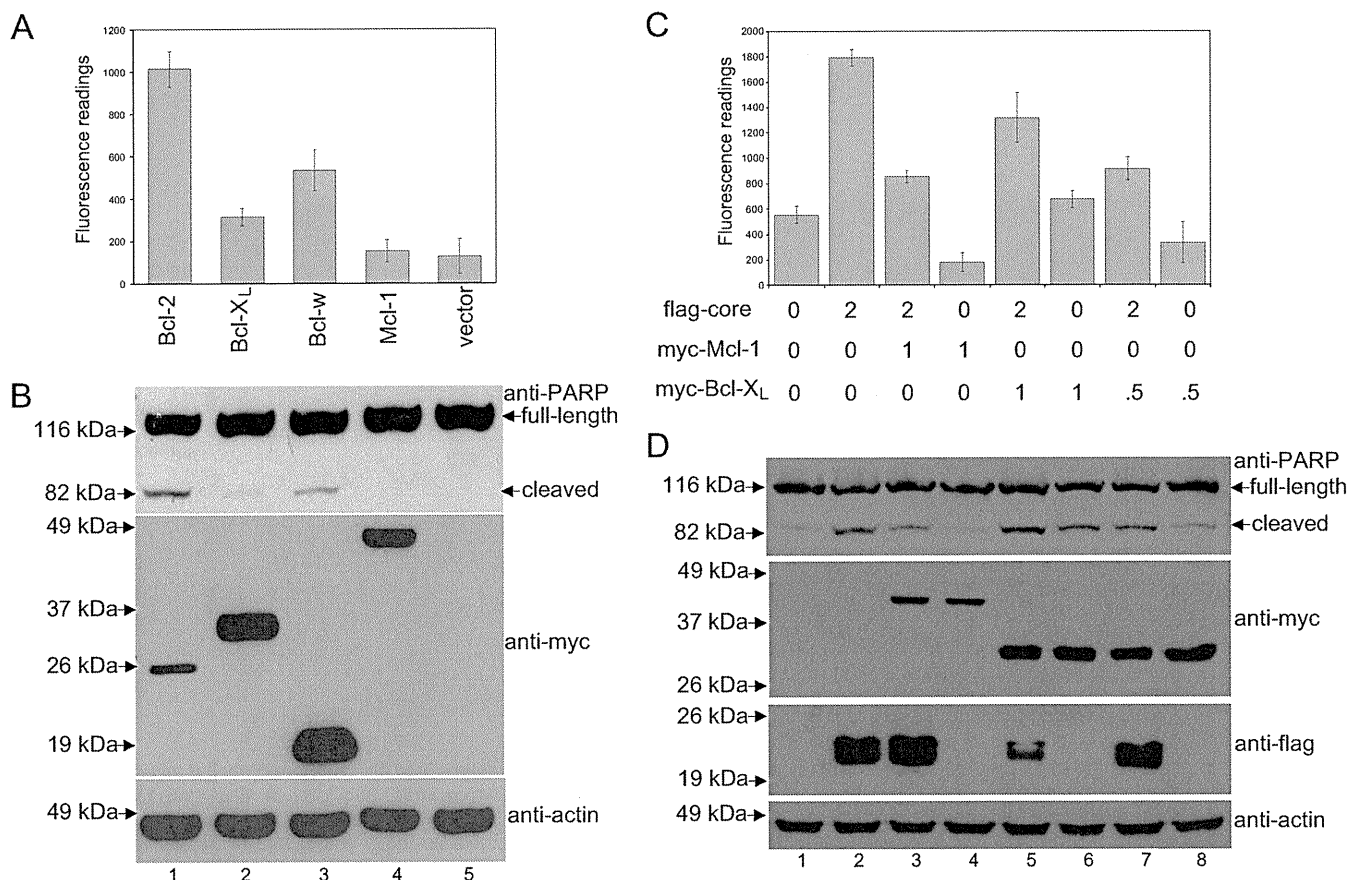 A
1200
1000
800
600
400
200
0
Fluorescence readings
Bcl-2
Bcl-XL
Bcl-w
Mcl-1
vector
B
anti-PARP
full-length
116 kDa
82 kDa
cleaved
49 kDa
37 kDa
anti-myc
26 kDa
19 kDa
49 kDa
anti-actin
1 2 3 4 5
C
2000
1800
1600
1400
1200
1000
800
600
400
200
0
Fluorescence readings
flag-core 0 2 2 0 2 0 2 0
myc-Mcl-1 0 0 1 1 0 0 0 0
myc-Bcl-XL 0 0 0 0 1 1 .5 .5
D
anti-PARP
116 kDa
full-length
82 kDa
cleaved
49 kDa
37 kDa
anti-myc
26 kDa
26 kDa
anti-flag
19 kDa
49 kDa
anti-actin
1 2 3 4 5 6 7 8